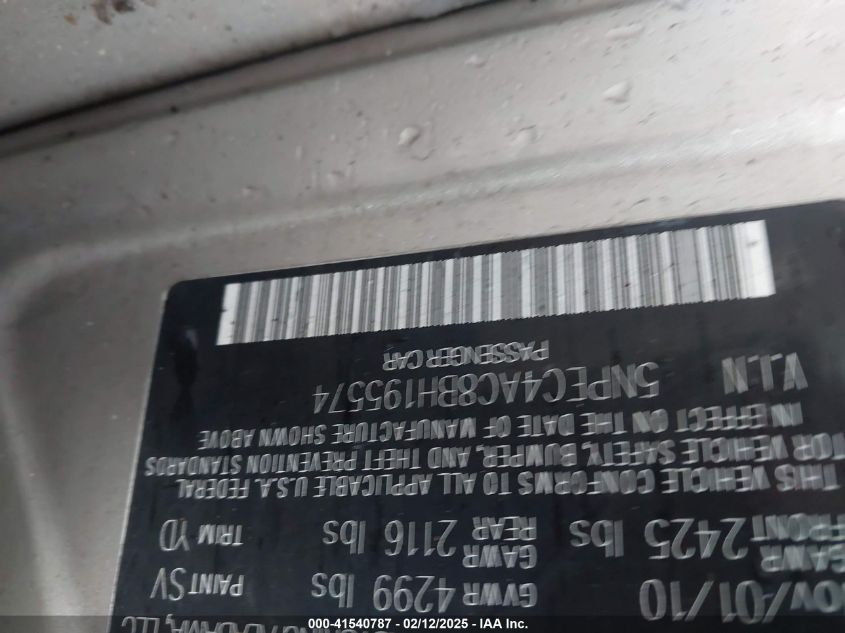 OV/01/10 GVWR 4299 lbs PAINT SV
GAWR FRONT 2425 lbs GAWR REAR 2116 lbs TRIM YD
THIS VEHICLE CONFORMS TO ALL APPLICABLE U.S.A. FEDERAL
TOR VEHICLE SAFETY, BUMPER, AND THEFT PREVENTION STANDARDS
IN EFFECT ON THE DATE OF MANUFACTURE SHOWN ABOVE
V.I.N 5NPEC4AC8BH195574
PASSENGER CAR
000-41540787 - 02/12/2025 - IAA.